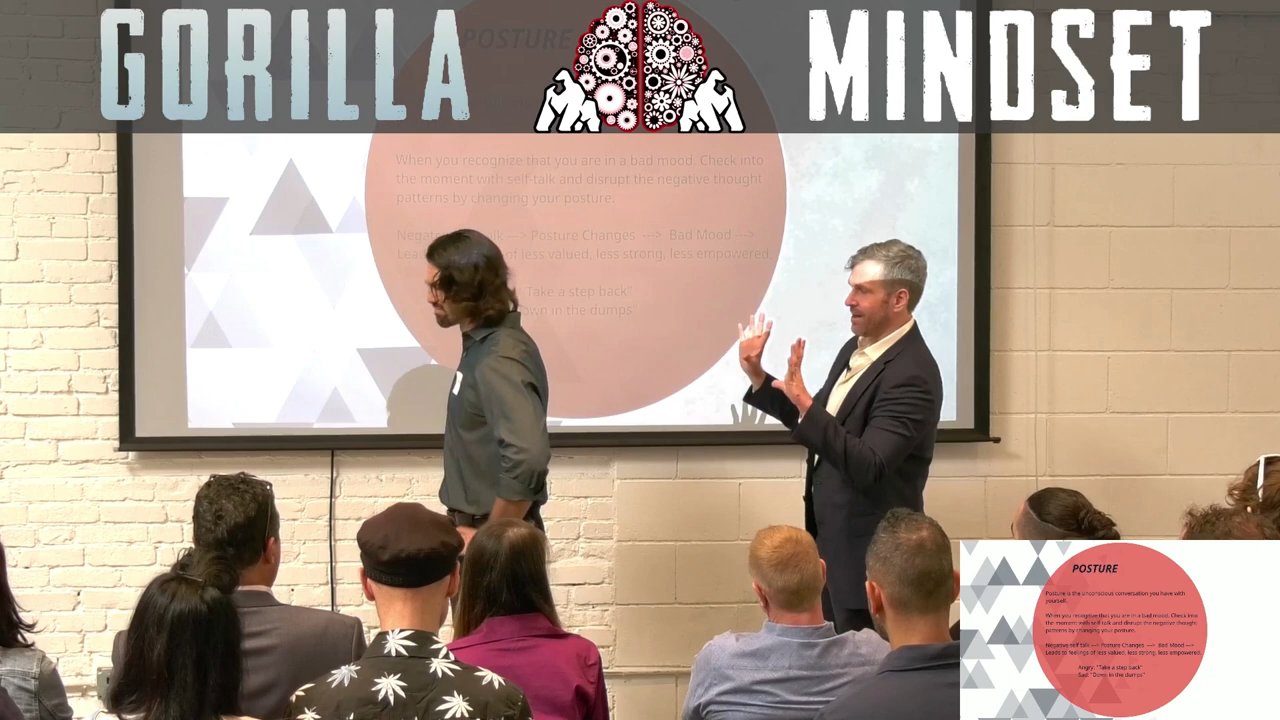 GORILLA MINDSET
POSTURE
When you recognize that you are in a bad mood. Check into
the moment with self-talk and disrupt the negative thought
patterns by changing your posture.
Posture Changes ---> Bad Mood --->
of less valued, less strong, less empowered
Take a step back"
own in the dumps"
POSTURE
Posture is the unconscious conversation you have with
yourself.
When you recognize that you are in a bad mood. Check into
the moment with self-talk and disrupt the negative thought
patterns by changing your posture.
Negative self talk ---> Posture Changes ---> Bad Mood --->
Leads to feelings of less valued, less strong, less empowered.
Angry: "Take a step back"
Sad: "Down in the dumps"